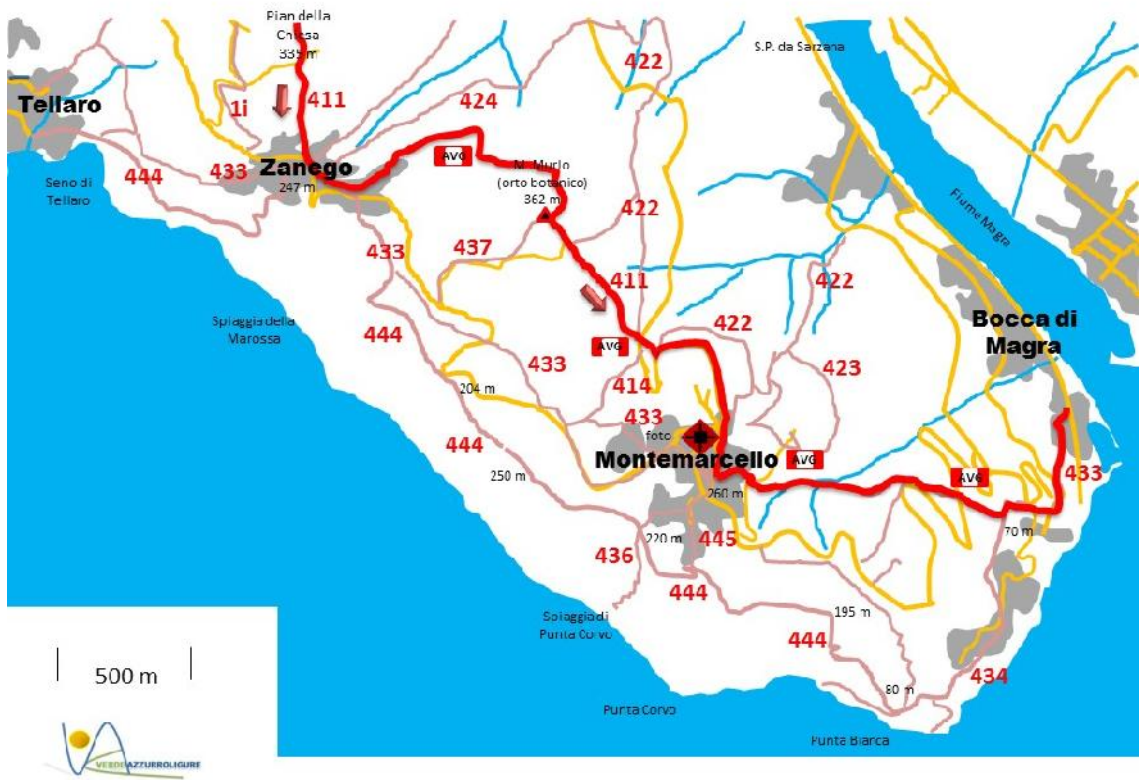 Pian della
Chiesa
335 m
S.P. da Sarzana
422
424
Tellaro
1i
411
AVG
M. Murlo
(orto botanico)
362 m
Zanego
247 m
433
444
Seno di
Tellaro
422
Fiume Magra
433
437
411
422
Spiaggia della
Marossa
444
AVG
422
Bocca di
Magra
433
414
423
204 m
433
foto
444
Montemarcello
AVG
250 m
260 m
AVG
433
70 m
220 m
445
436
444
Spiaggia di
Punta Corvo
195 m
444
434
80 m
500 m
Punta Corvo
Punta Bianca
VERDEAZZURROLIGURE